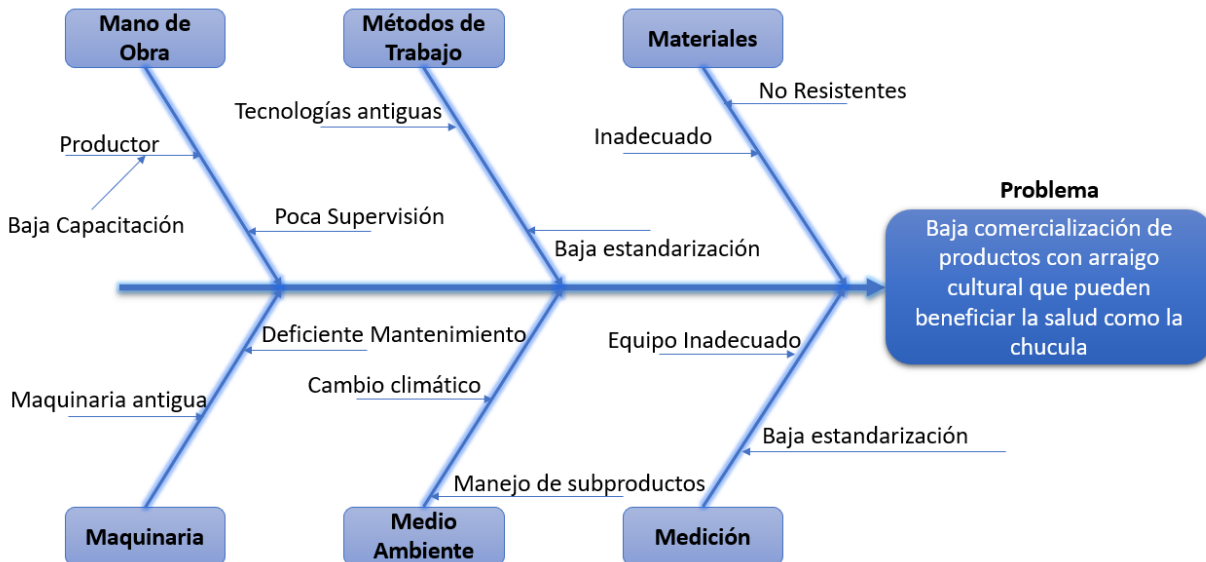 Mano de
Obra
Métodos de
Trabajo
Materiales
No Resistentes
Tecnologías antiguas
Inadecuado
Productor
Baja Capacitación
Poca Supervisión
Baja estandarización
Problema
Baja comercialización de
productos con arraigo
cultural que pueden
beneficiar la salud como la
chucula
Deficiente Mantenimiento
Equipo Inadecuado
Cambio climático
Maquinaria antigua
Baja estandarización
Manejo de subproductos
Maquinaria
Medio
Ambiente
Medición